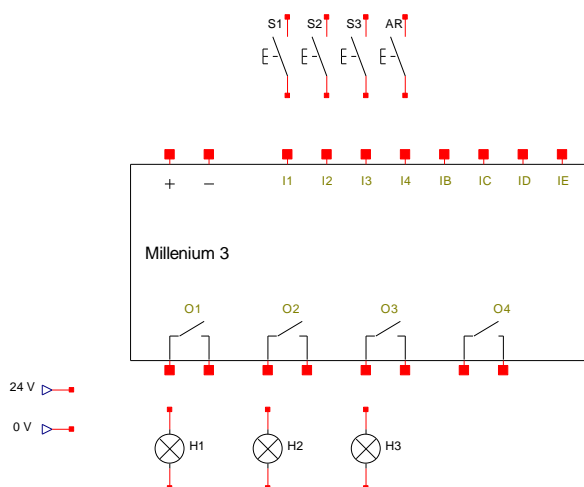 S1 S2 S3 AR
+ − I1 I2 I3 I4 IB IC ID IE
Millenium 3
O1 O2 O3 O4
24 V
0 V
H1 H2 H3